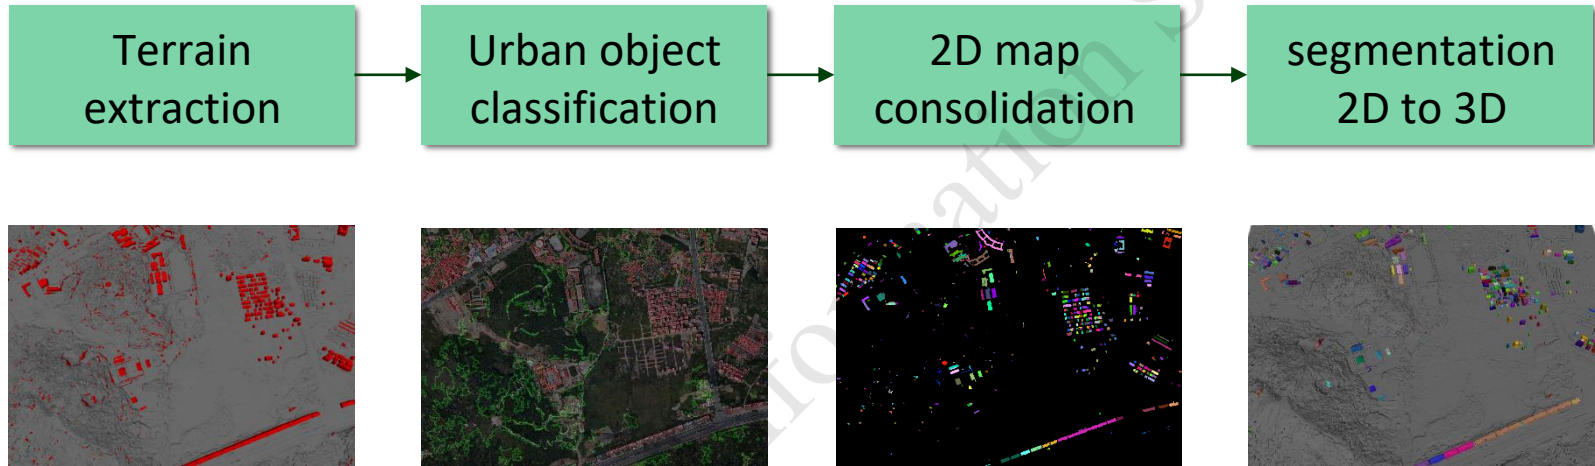 Terrain
extraction
Urban object
classification
2D map
consolidation
segmentation
2D to 3D